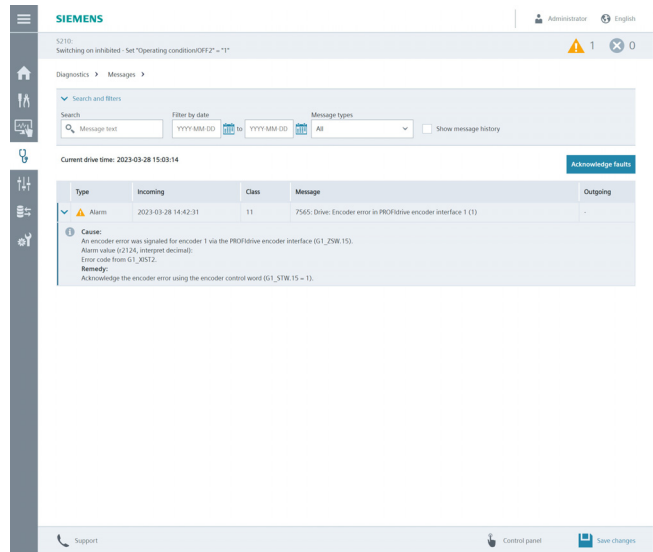 SIEMENS
Administrator
English
S210:
Switching on inhibited - Set "Operating condition/OFF2" = "1"
1
0
Diagnostics > Messages >
Search and filters
Search
Filter by date
Message types
Message text
YYYY-MM-DD
to
YYYY-MM-DD
All
Show message history
Current drive time: 2023-03-28 15:03:14
Acknowledge faults
Type
Incoming
Class
Message
Outgoing
Alarm
2023-03-28 14:42:31
11
7565: Drive: Encoder error in PROFIdrive encoder interface 1 (1)
-
Cause:
An encoder error was signaled for encoder 1 via the PROFIdrive encoder interface (G1_ZSW.15).
Alarm value (r2124, interpret decimal):
Error code from G1_XIST2.
Remedy:
Acknowledge the encoder error using the encoder control word (G1_STW.15 = 1).
Support
Control panel
Save changes